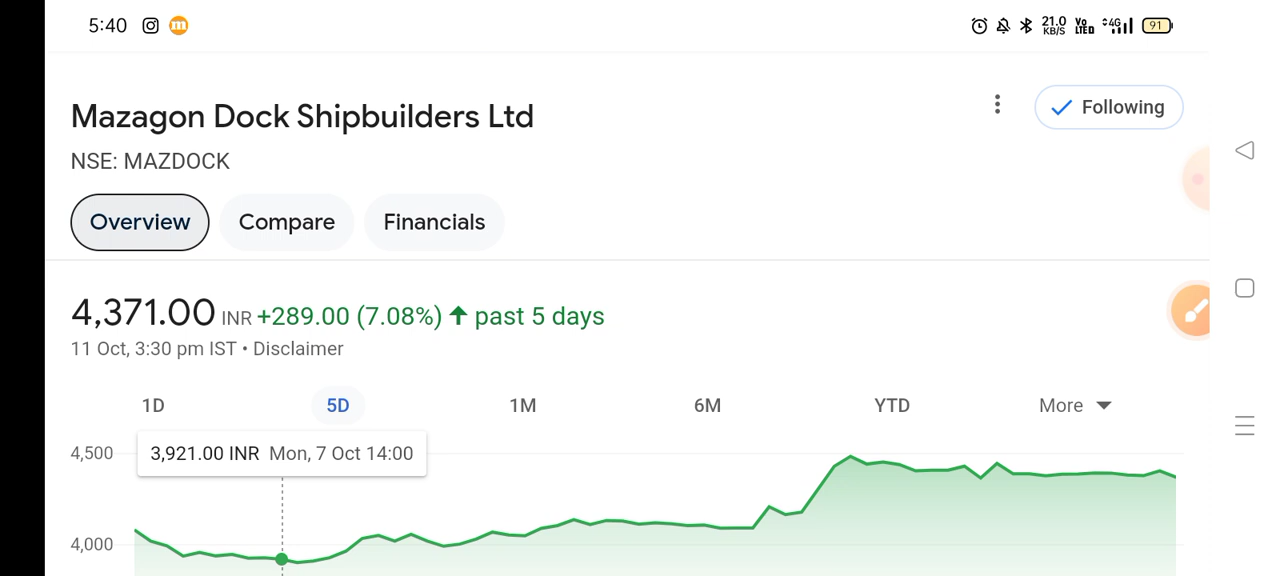 5:40 m 21.0 KB/S Vo LTED 4G 91
Mazagon Dock Shipbuilders Ltd
Following
NSE: MAZDOCK
Overview Compare Financials
4,371.00 INR +289.00 (7.08%) ↑ past 5 days
11 Oct, 3:30 pm IST • Disclaimer
1D 5D 1M 6M YTD More
4,500
3,921.00 INR Mon, 7 Oct 14:00
4,000